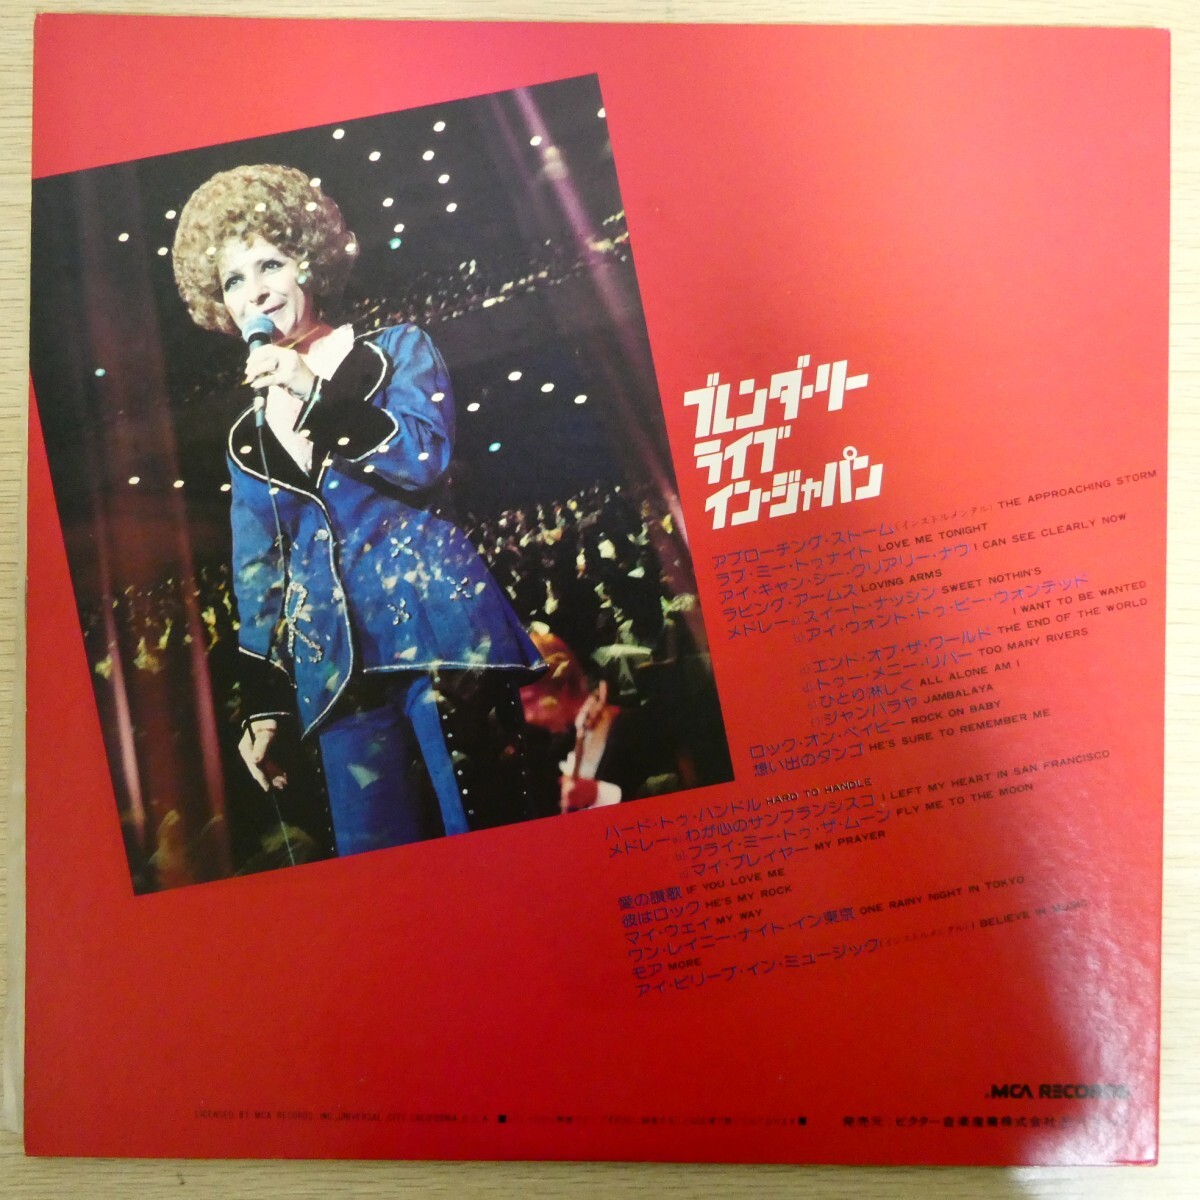 ブレンダ・リー
ライブ
イン・ジャパン
アプローチング・ストーム(インストルメンタル) THE APPROACHING STORM
ラブ・ミー・トゥナイト LOVE ME TONIGHT
アイ・キャン・シー・クリアリー・ナウ I CAN SEE CLEARLY NOW
ラビング・アームス LOVING ARMS
メドレー a)スイート・ナッシン SWEET NOTHIN'S
b)アイ・ウォント・トゥ・ビー・ウォンテッド
I WANT TO BE WANTED
c)エンド・オブ・ザ・ワールド THE END OF THE WORLD
d)トゥー・メニー・リバー TOO MANY RIVERS
e)ひとり淋しく ALL ALONE AM I
f)ジャンバラヤ JAMBALAYA
ロック・オン・ベイビー ROCK ON BABY
想い出のタンゴ HE'S SURE TO REMEMBER ME
ハード・トゥ・ハンドル HARD TO HANDLE
メドレー a)わが心のサンフランシスコ I LEFT MY HEART IN SAN FRANCISCO
b)フライ・ミー・トゥ・ザ・ムーン FLY ME TO THE MOON
c)マイ・プレイヤー MY PRAYER
愛の讃歌 IF YOU LOVE ME
彼はロック HE'S MY ROCK
マイ・ウェイ MY WAY
ワン・レイニー・ナイト・イン東京 ONE RAINY NIGHT IN TOKYO
モア MORE
アイ・ビリーブ・イン・ミュージック(インストルメンタル) I BELIEVE IN MUSIC
MCA RECORDS
LICENSED BY MCA RECORDS INC. UNIVERSAL CITY, CALIFORNIA U.S.A. ■
■ 発売元:ビクター音楽産業株式会社